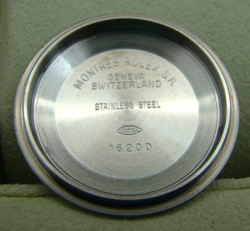 MONTRES ROLEX S.A.
GENEVA
SWITZERLAND
STAINLESS STEEL
16200